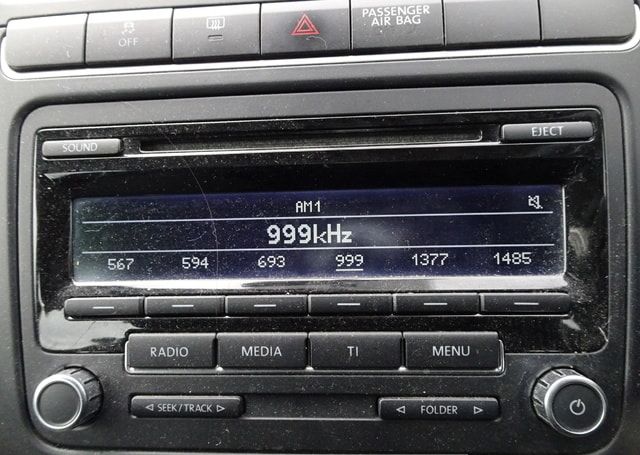 OFF
PASSENGER
AIR BAG
SOUND
EJECT
AM1
999kHz
567 594 693 999 1377 1485
RADIO MEDIA TI MENU
SEEK/TRACK FOLDER